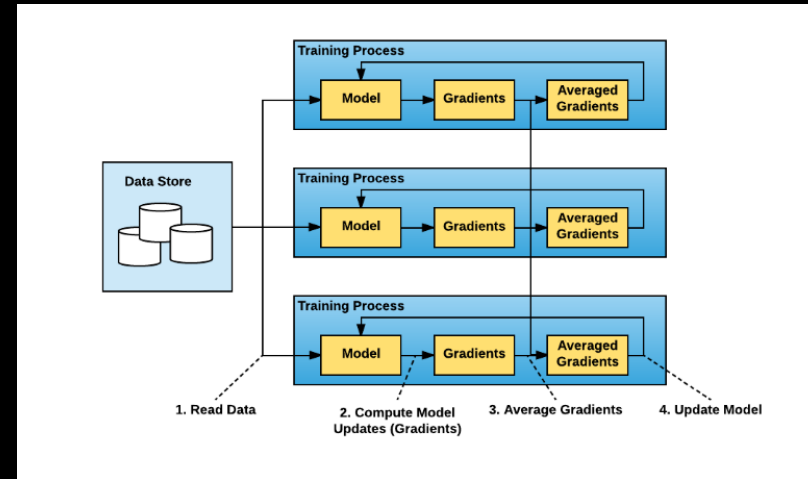 Training Process
Model
Gradients
Averaged
Gradients
Data Store
Training Process
Model
Gradients
Averaged
Gradients
Training Process
Model
Gradients
Averaged
Gradients
1. Read Data
2. Compute Model
Updates (Gradients)
3. Average Gradients
4. Update Model